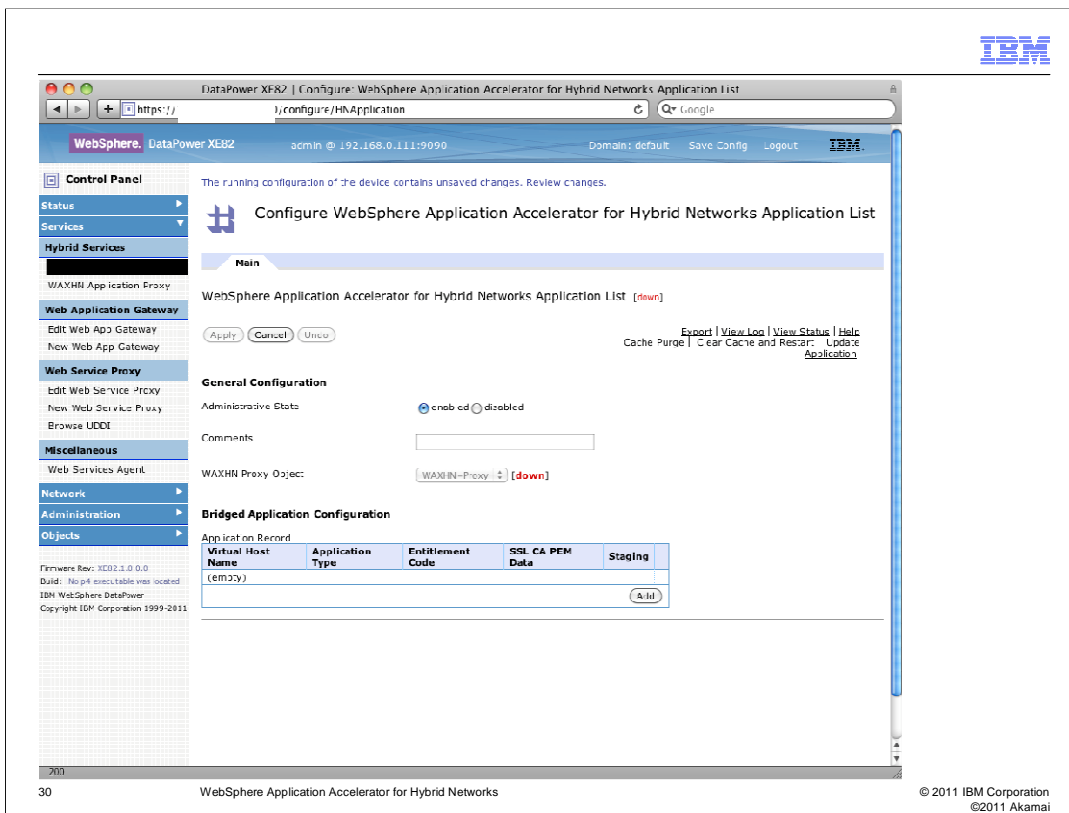 IBM
DataPower XE82 | Configure: WebSphere Application Accelerator for Hybrid Networks Application List
https:// )/configure/HNApplication
Google
WebSphere. DataPower XE82 admin @ 192.168.0.111:9090 Domain: default Save Config Logout IBM.
Control Panel
Status
Services
Hybrid Services
WAXHN Application Proxy
Web Application Gateway
Edit Web App Gateway
New Web App Gateway
Web Service Proxy
Edit Web Service Proxy
New Web Service Proxy
Browse UDDI
Miscellaneous
Web Services Agent
Network
Administration
Objects
Firmware Rev: XE82.1.0.0.0
Build: No p4 executable was located
IBM WebSphere DataPower
Copyright IBM Corporation 1999-2011
The running configuration of the device contains unsaved changes. Review changes.
Configure WebSphere Application Accelerator for Hybrid Networks Application List
Main
WebSphere Application Accelerator for Hybrid Networks Application List [down]
Apply Cancel Undo
Export | View Log | View Status | Help
Cache Purge | Clear Cache and Restart Update
Application
General Configuration
Administrative State enabled disabled
Comments
WAXHN Proxy Object WAXHN-Proxy [down]
Bridged Application Configuration
Application Record
Virtual Host Name Application Type Entitlement Code SSL CA PEM Data Staging
(empty)
Add
200
30 WebSphere Application Accelerator for Hybrid Networks © 2011 IBM Corporation
©2011 Akamai